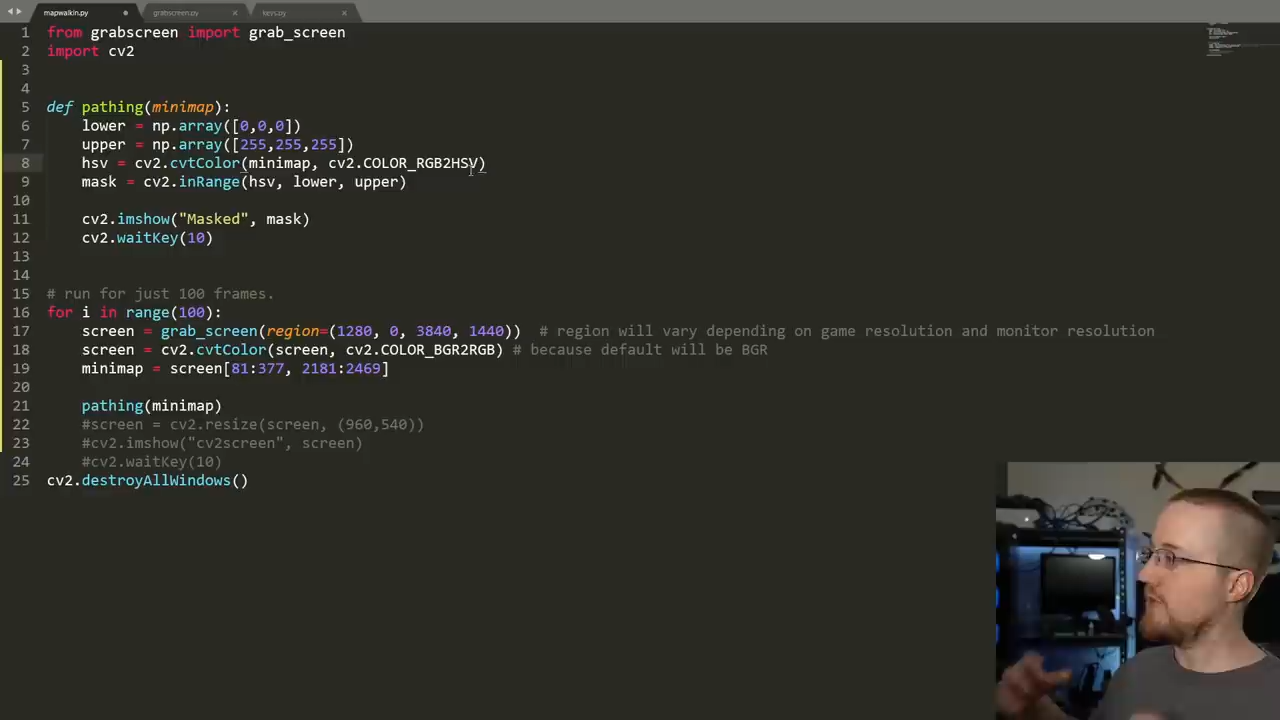 mapwalkin.py
grabscreen.py
keys.py
1 from grabscreen import grab_screen
2 import cv2
3
4
5 def pathing(minimap):
6 lower = np.array([0,0,0])
7 upper = np.array([255,255,255])
8 hsv = cv2.cvtColor(minimap, cv2.COLOR_RGB2HSV)
9 mask = cv2.inRange(hsv, lower, upper)
10
11 cv2.imshow("Masked", mask)
12 cv2.waitKey(10)
13
14
15 # run for just 100 frames.
16 for i in range(100):
17 screen = grab_screen(region=(1280, 0, 3840, 1440)) # region will vary depending on game resolution and monitor resolution
18 screen = cv2.cvtColor(screen, cv2.COLOR_BGR2RGB) # because default will be BGR
19 minimap = screen[81:377, 2181:2469]
20
21 pathing(minimap)
22 #screen = cv2.resize(screen, (960,540))
23 #cv2.imshow("cv2screen", screen)
24 #cv2.waitKey(10)
25 cv2.destroyAllWindows()